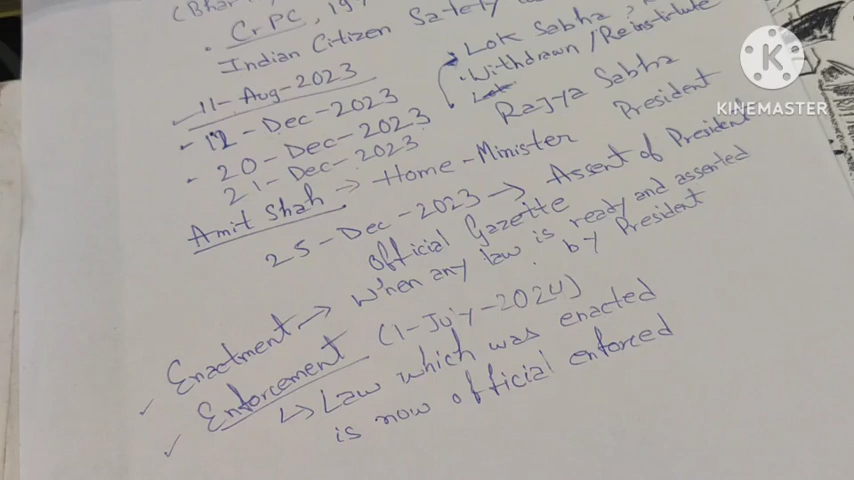 (Bhar
• CrPC, 19
Indian Citizen Safety
11-Aug-2023
Lok Sabha,
- 12-Dec-2023
• Withdrawn / Reinstitute
- 20-Dec-2023
Rajya Sabha
21-Dec-2023
President
Amit Shah → Home-Minister
25-Dec-2023 → Assent of President
official Gazette
Enactment → When any law is ready and asserted
by President
Enforcement (1-July-2024)
↳ Law which was enacted
is now official enforced
KINEMASTER